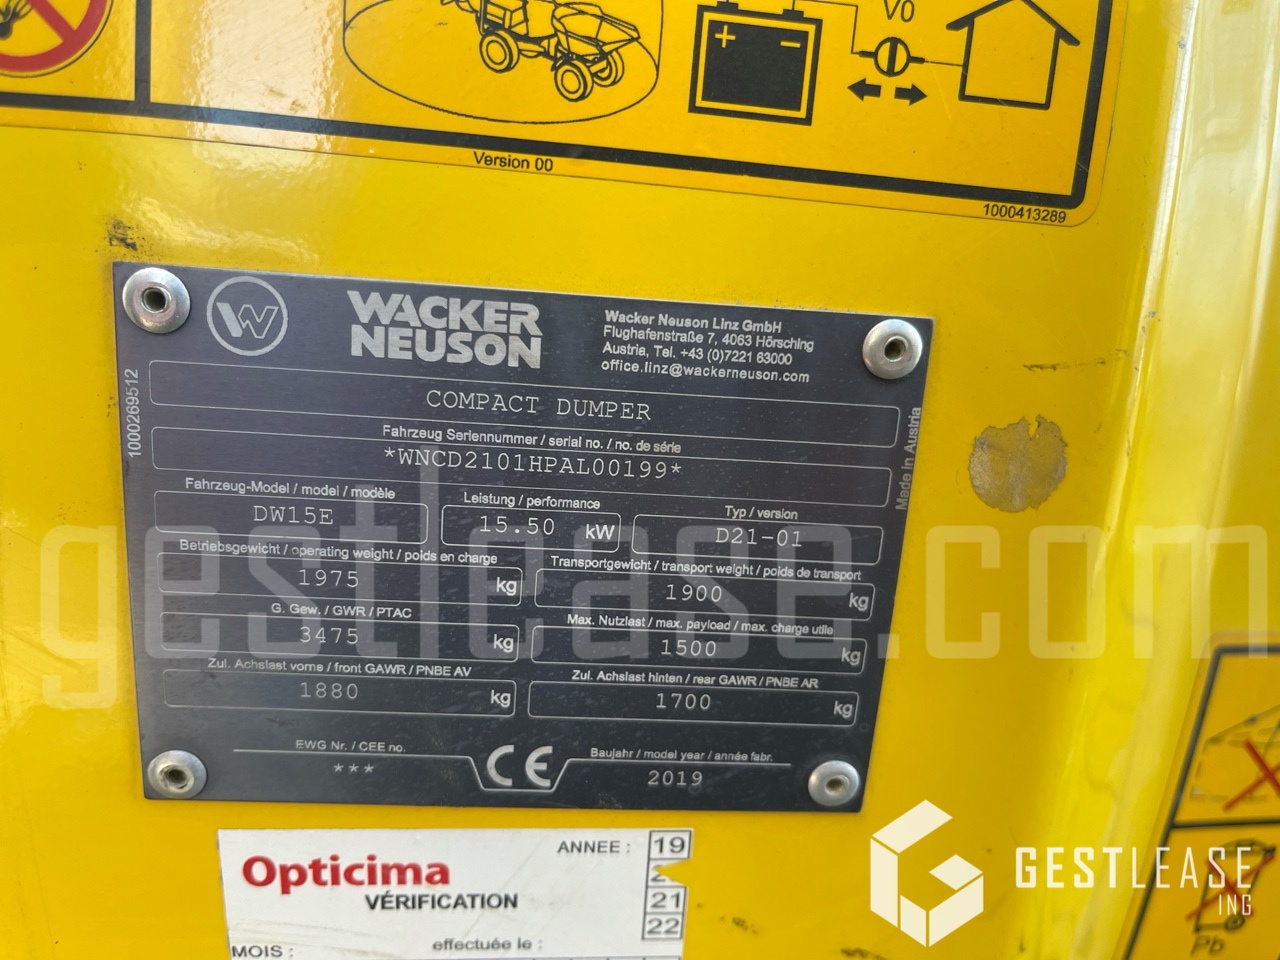 V0
Version 00
1000413289
W
WACKER
NEUSON
Wacker Neuson Linz GmbH
Flughafenstraße 7, 4063 Hörsching
Austria, Tel. +43 (0)7221 63000
office.linz@wackerneuson.com
1000269512
COMPACT DUMPER
Fahrzeug Seriennummer / serial no. / no. de série
*WNCD2101HPAL00199*
Made in Austria
Fahrzeug-Model / model / modèle
DW15E
Leistung / performance
15.50 kW
Typ / version
D21-01
Betriebsgewicht / operating weight / poids en charge
1975 kg
Transportgewicht / transport weight / poids de transport
1900 kg
G. Gew. / GWR / PTAC
3475 kg
Max. Nutzlast / max. payload / max. charge utile
1500 kg
Zul. Achslast vorne / front GAWR / PNBE AV
1880 kg
Zul. Achslast hinten / rear GAWR / PNBE AR
1700 kg
EWG Nr. / CEE no.
***
CE
Baujahr / model year / année fabr.
2019
gestlease.com
Opticima
VÉRIFICATION
ANNEE : 19
21
22
MOIS :
effectuée le :
GESTLEASE
ING
Pb